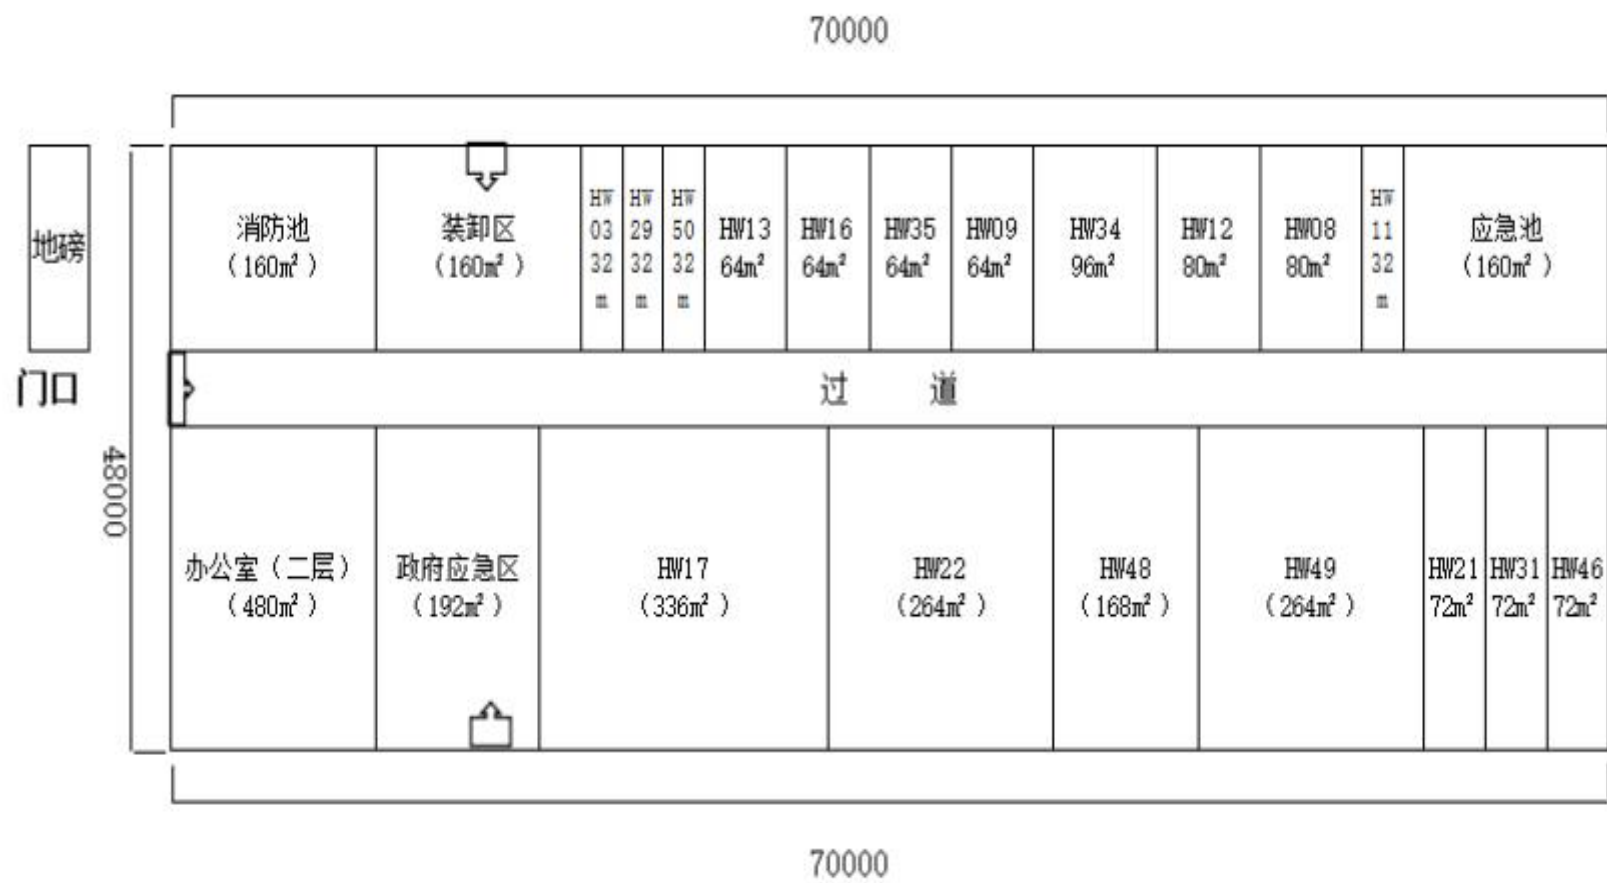 70000
地磅
消防池
（160㎡）
装卸区
（160㎡）
HW
03
32
m
HW
29
32
m
HW
50
32
m
HW13
64m²
HW16
64m²
HW35
64m²
HW09
64m²
HW34
96m²
HW12
80m²
HW08
80m²
HW
11
32
m
应急池
（160㎡）
门口
过 道
480000
办公室（二层）
（480㎡）
政府应急区
（192㎡）
HW17
（336㎡）
HW22
（264㎡）
HW48
（168㎡）
HW49
（264㎡）
HW21
72m²
HW31
72m²
HW46
72m²
70000